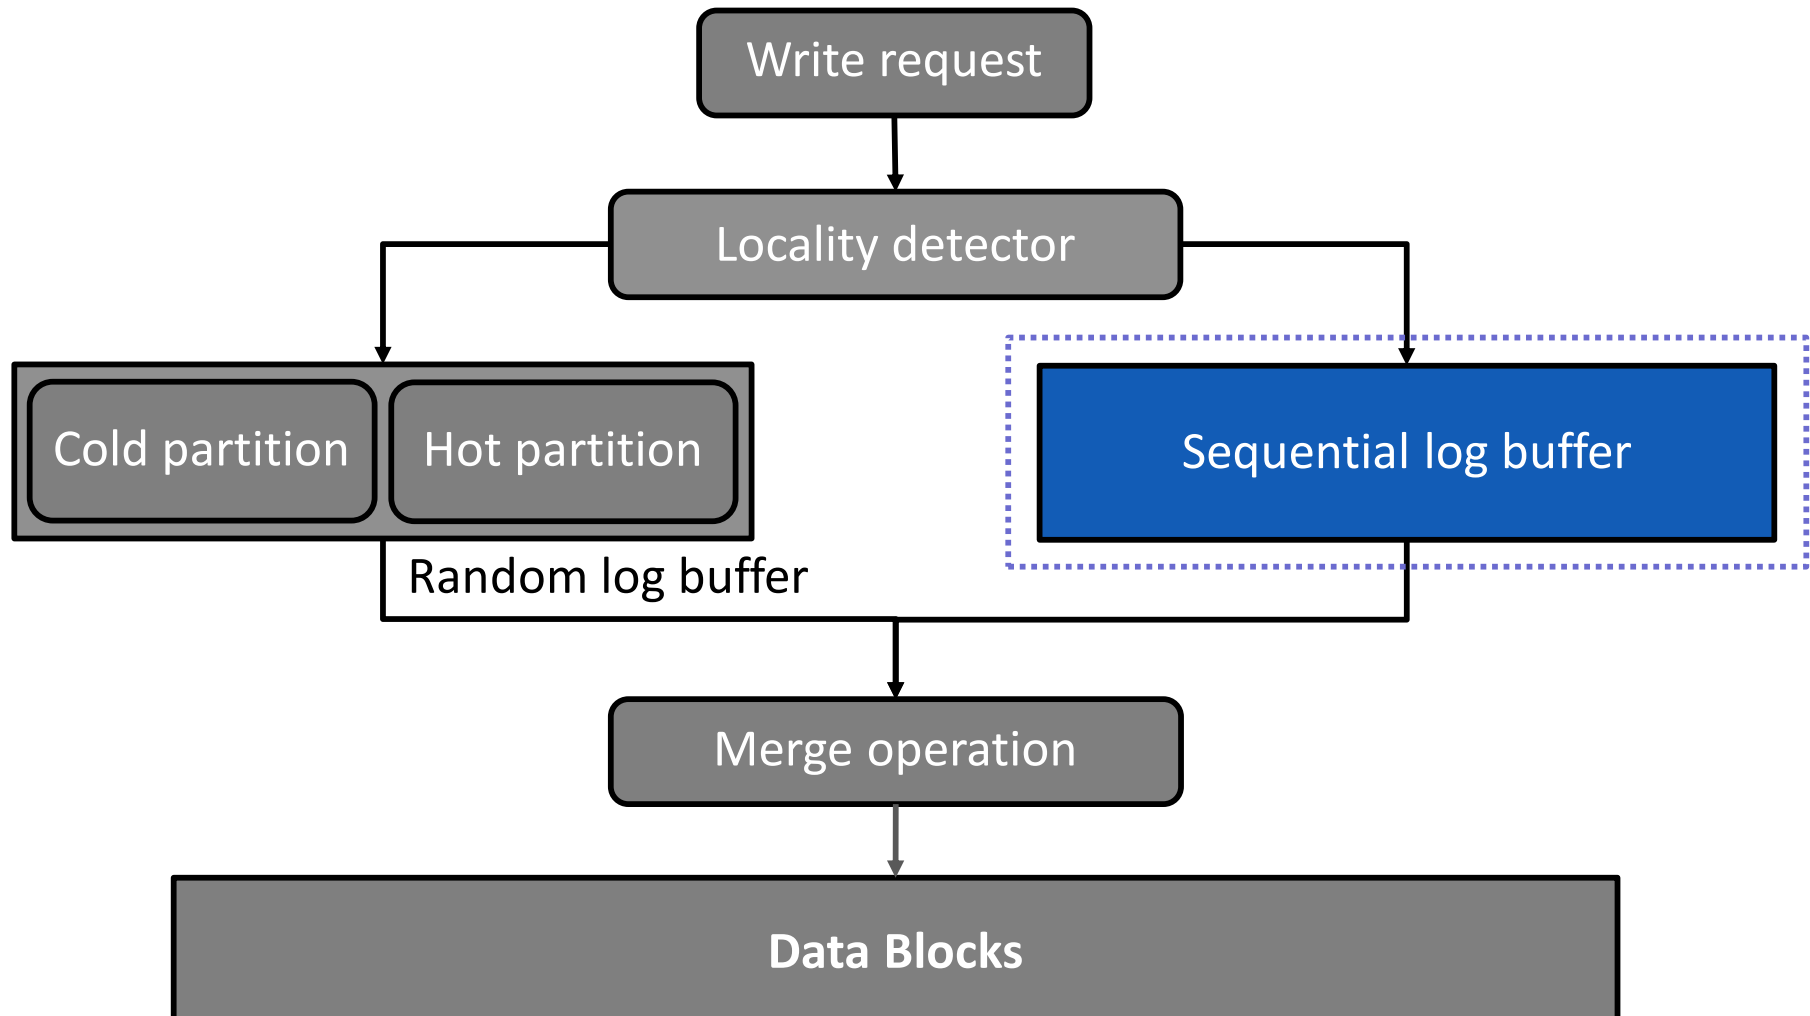 Write request
Locality detector
Cold partition
Hot partition
Sequential log buffer
Random log buffer
Merge operation
Data Blocks